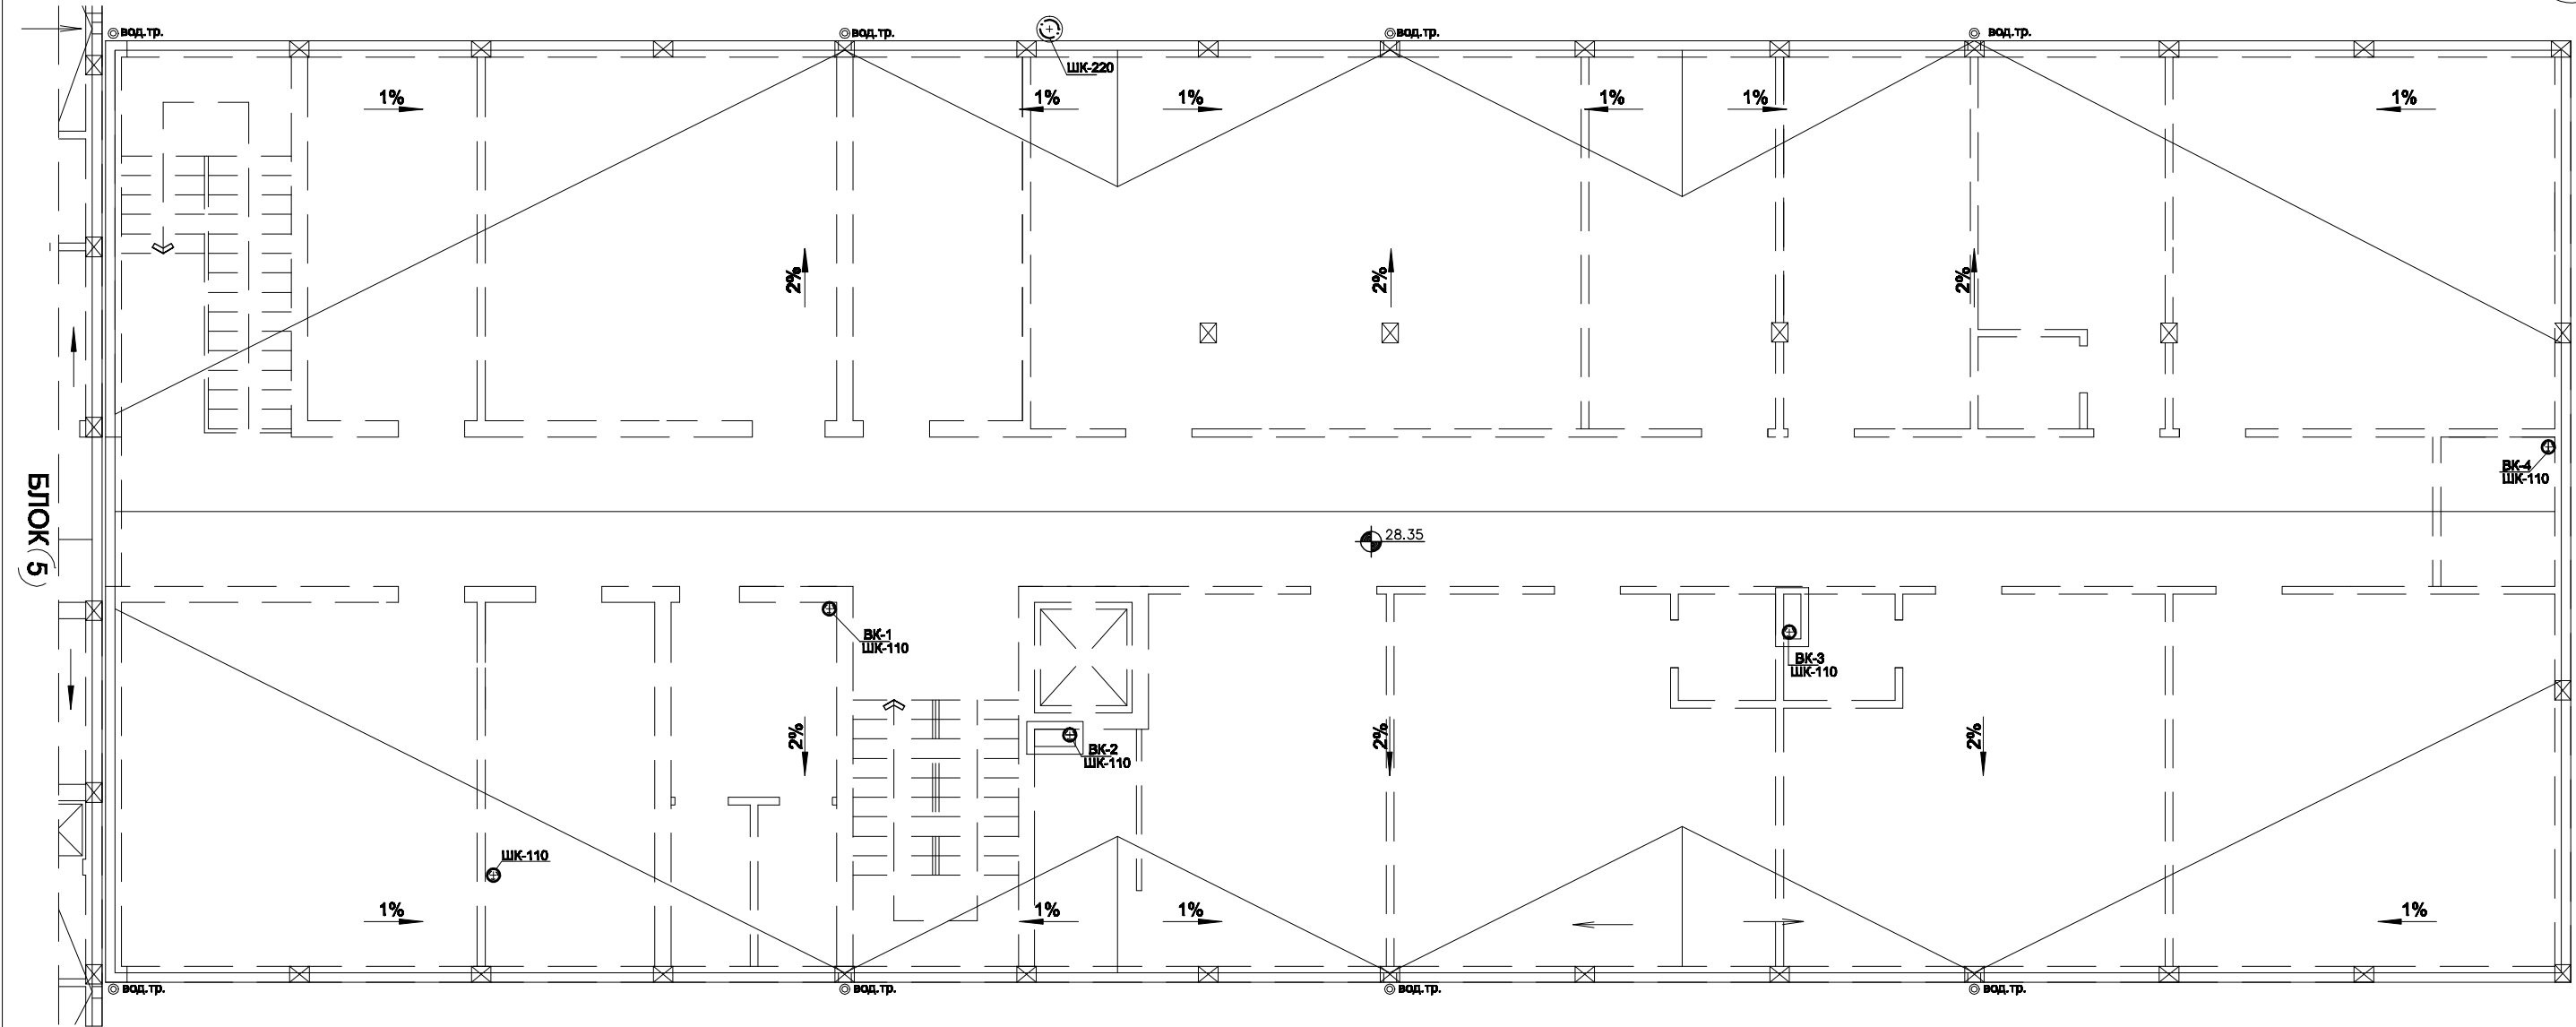 вод.тр.
вод.тр.
вод.тр.
вод.тр.
ШК-220
1%
1%
1%
1%
1%
1%
2%
2%
2%
ВК-4
ШК-110
БЛОК 5
28.35
ВК-1
ШК-110
ВК-3
ШК-110
2%
2%
2%
ВК-2
ШК-110
ШК-110
1%
1%
1%
1%
вод.тр.
вод.тр.
вод.тр.
вод.тр.